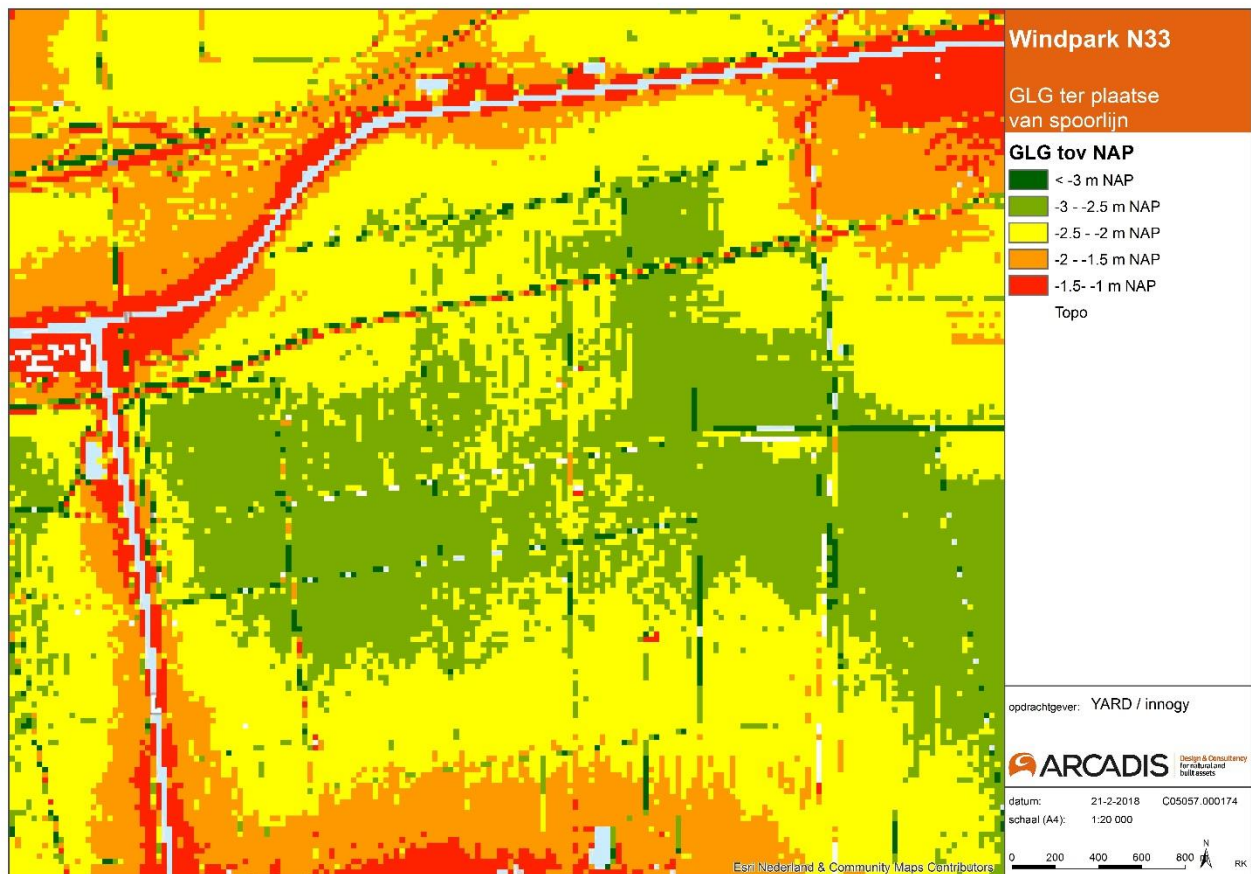 Windpark N33
GLG ter plaatse
van spoorlijn
GLG tov NAP
< -3 m NAP
-3 - -2.5 m NAP
-2.5 - -2 m NAP
-2 - -1.5 m NAP
-1.5- -1 m NAP
Topo
opdrachtgever: YARD / innogy
ARCADIS
Design & Consultancy
for natural and
built assets
datum: 21-2-2018 C05057.000174
schaal (A4): 1:20 000
N
0 200 400 600 800
RK
Esri Nederland & Community Maps Contributors